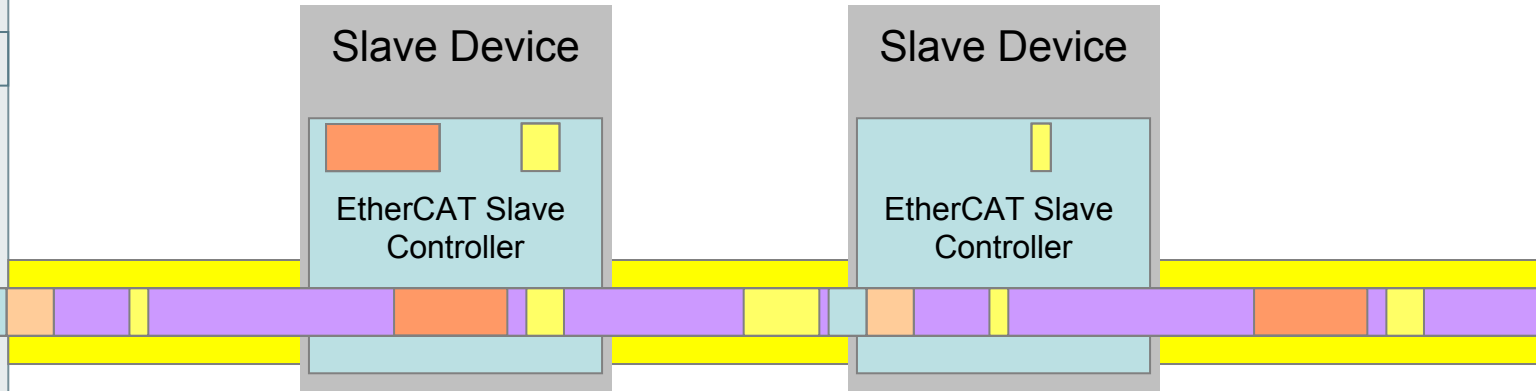 Slave Device
EtherCAT Slave
Controller
Slave Device
EtherCAT Slave
Controller